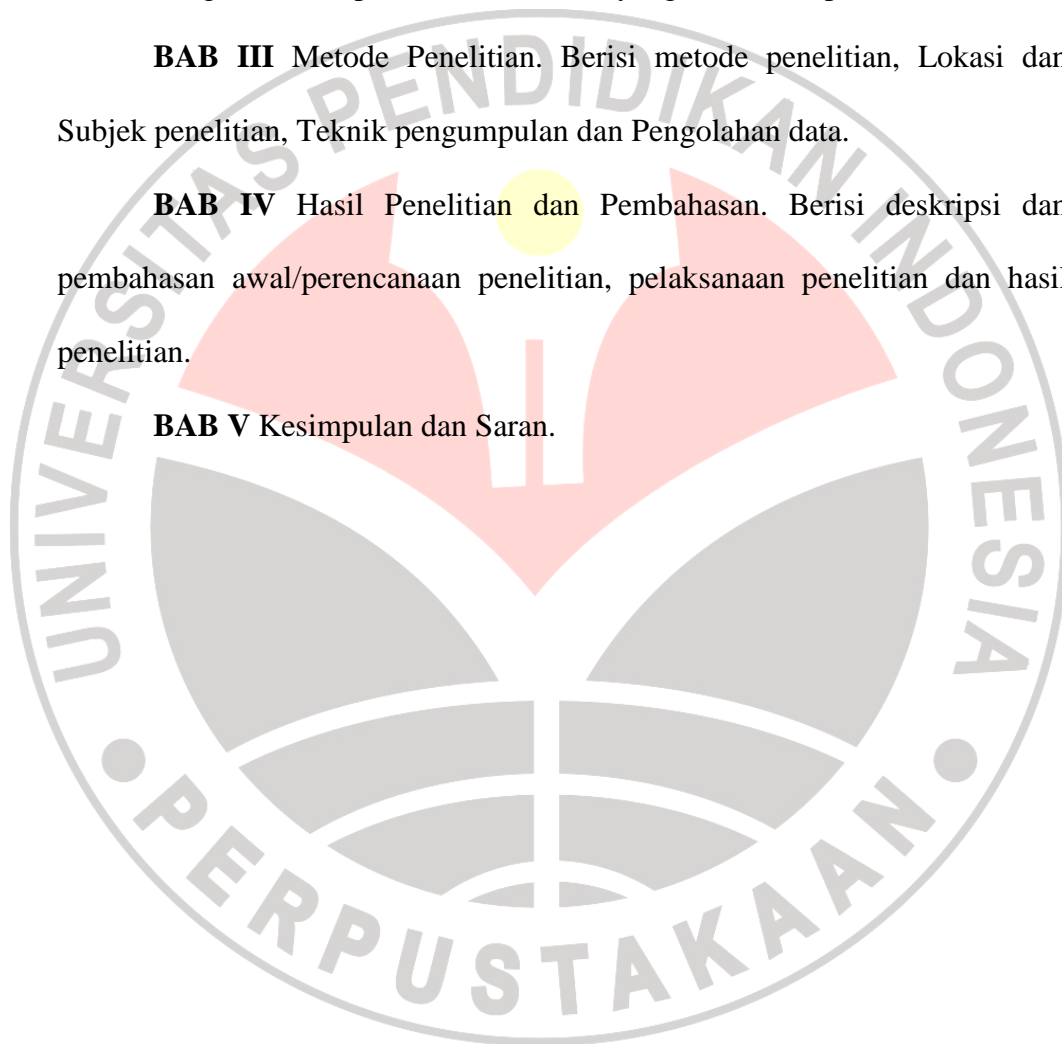 BAB III Metode Penelitian. Berisi metode penelitian, Lokasi dan
Subjek penelitian, Teknik pengumpulan dan Pengolahan data.
BAB IV Hasil Penelitian dan Pembahasan. Berisi deskripsi dan
pembahasan awal/perencanaan penelitian, pelaksanaan penelitian dan hasil
penelitian.
BAB V Kesimpulan dan Saran.
UNIVERSITAS PENDIDIKAN INDONESIA
PERPUSTAKAAN